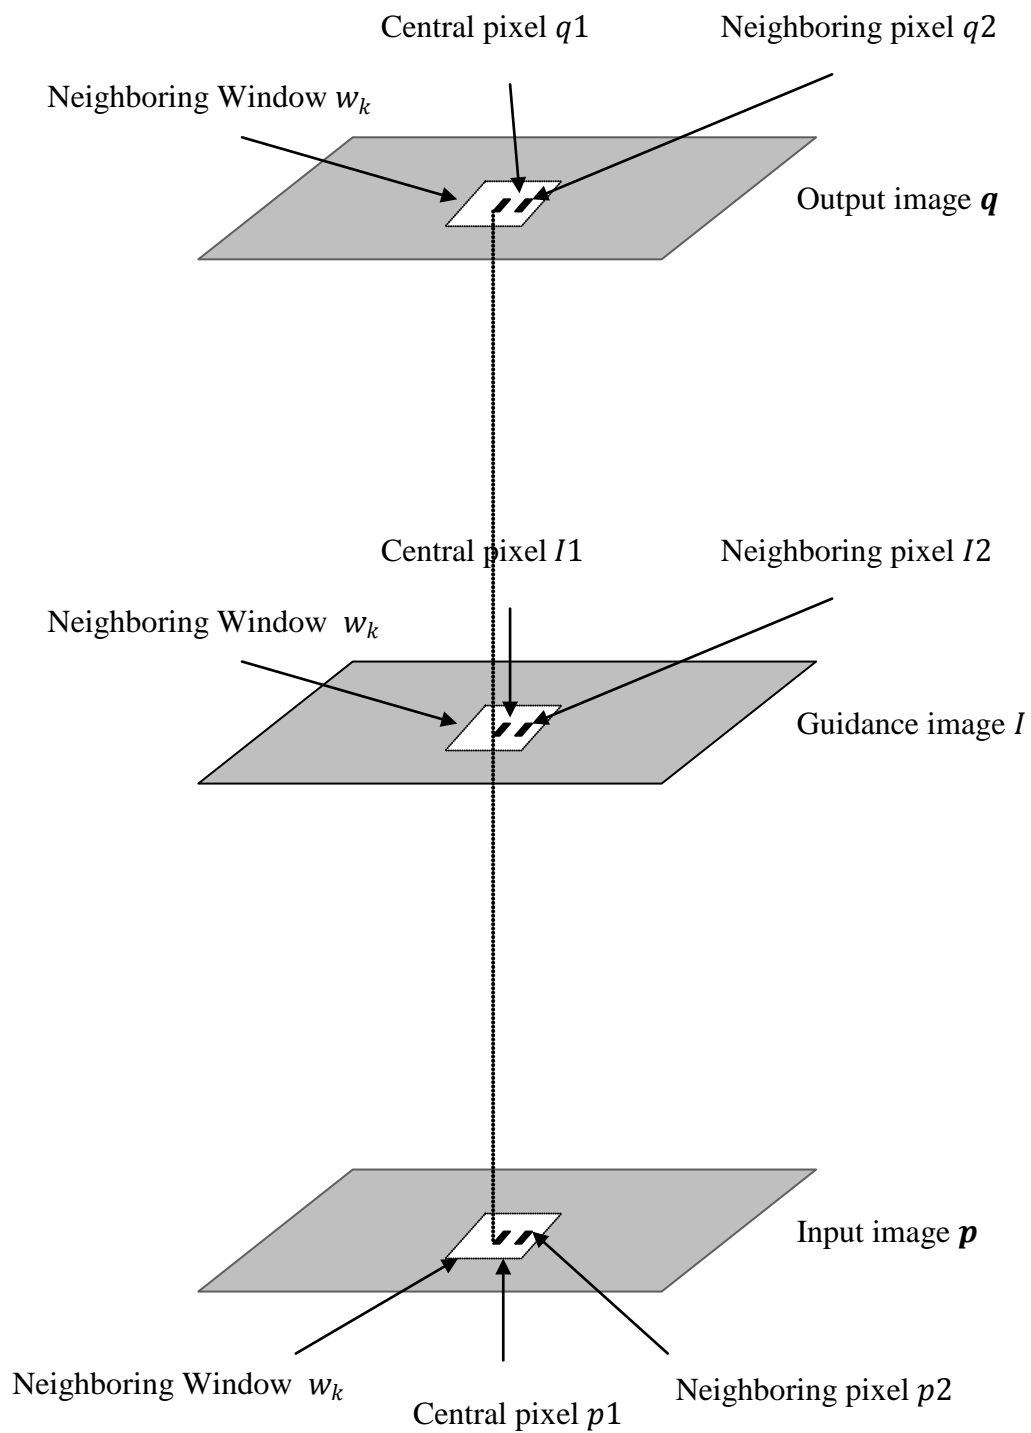 Central pixel q1
Neighboring pixel q2
Neighboring Window w_k
Output image q
Central pixel I1
Neighboring pixel I2
Neighboring Window w_k
Guidance image I
Input image p
Neighboring Window w_k
Central pixel p1
Neighboring pixel p2